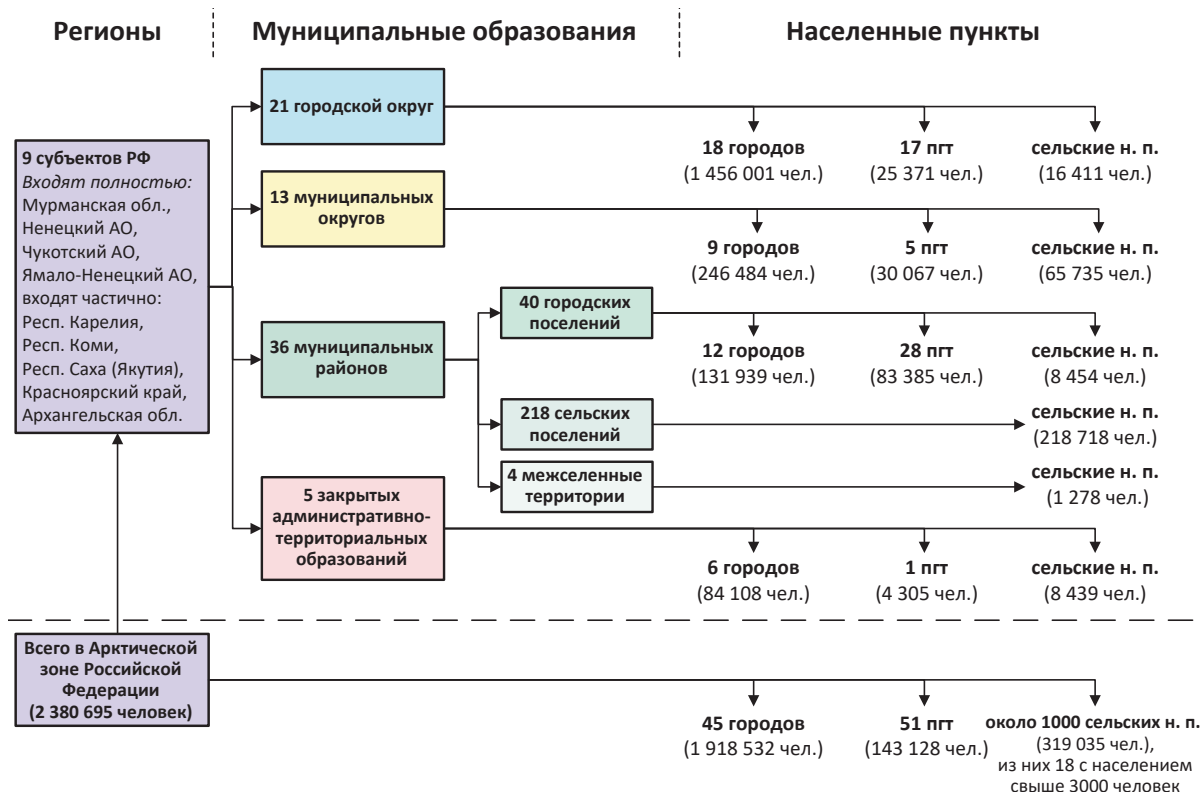 Регионы
Муниципальные образования
Населенные пункты
9 субъектов РФ
Входят полностью:
Мурманская обл.,
Ненецкий АО,
Чукотский АО,
Ямало-Ненецкий АО,
входят частично:
Респ. Карелия,
Респ. Коми,
Респ. Саха (Якутия),
Красноярский край,
Архангельская обл.
21 городской округ
18 городов
(1 456 001 чел.)
17 пгт
(25 371 чел.)
сельские н. п.
(16 411 чел.)
13 муниципальных
округов
9 городов
(246 484 чел.)
5 пгт
(30 067 чел.)
сельские н. п.
(65 735 чел.)
36 муниципальных
районов
40 городских
поселений
12 городов
(131 939 чел.)
28 пгт
(83 385 чел.)
сельские н. п.
(8 454 чел.)
218 сельских
поселений
сельские н. п.
(218 718 чел.)
4 межселенные
территории
сельские н. п.
(1 278 чел.)
5 закрытых
административно-
территориальных
образований
6 городов
(84 108 чел.)
1 пгт
(4 305 чел.)
сельские н. п.
(8 439 чел.)
Всего в Арктической
зоне Российской
Федерации
(2 380 695 человек)
45 городов
(1 918 532 чел.)
51 пгт
(143 128 чел.)
около 1000 сельских н. п.
(319 035 чел.),
из них 18 с населением
свыше 3000 человек